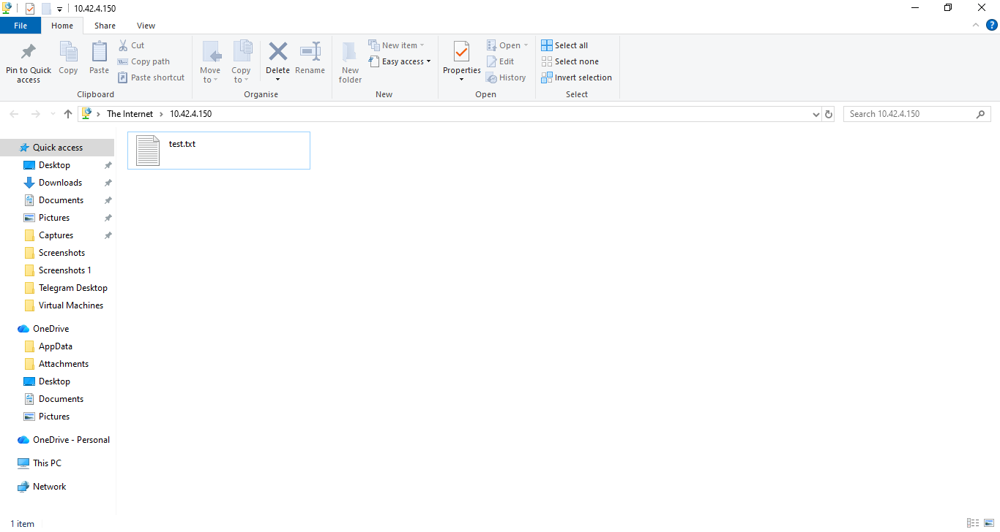 10.42.4.150
File Home Share View
Pin to Quick access
Copy
Paste
Cut
Copy path
Paste shortcut
Clipboard
Move to
Copy to
Delete
Rename
Organise
New folder
New item
Easy access
New
Properties
Open
Edit
History
Open
Select all
Select none
Invert selection
Select
The Internet > 10.42.4.150
Search 10.42.4.150
Quick access
Desktop
Downloads
Documents
Pictures
Captures
Screenshots
Screenshots 1
Telegram Desktop
Virtual Machines
OneDrive
AppData
Attachments
Desktop
Documents
Pictures
OneDrive - Personal
This PC
Network
test.txt
1 item